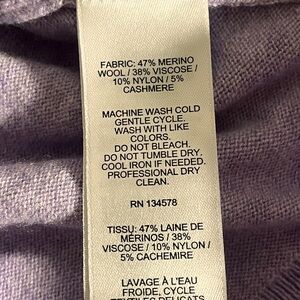 FABRIC: 47% MERINO
WOOL / 38% VISCOSE /
10% NYLON / 5%
CASHMERE
MACHINE WASH COLD
GENTLE CYCLE.
WASH WITH LIKE
COLORS.
DO NOT BLEACH.
DO NOT TUMBLE DRY.
COOL IRON IF NEEDED.
PROFESSIONAL DRY
CLEAN.
RN 134578
TISSU: 47% LAINE DE
MÉRINOS / 38%
VISCOSE / 10% NYLON /
5% CACHEMIRE
LAVAGE À L'EAU
FROIDE, CYCLE
TEXTILES DÉLICATS